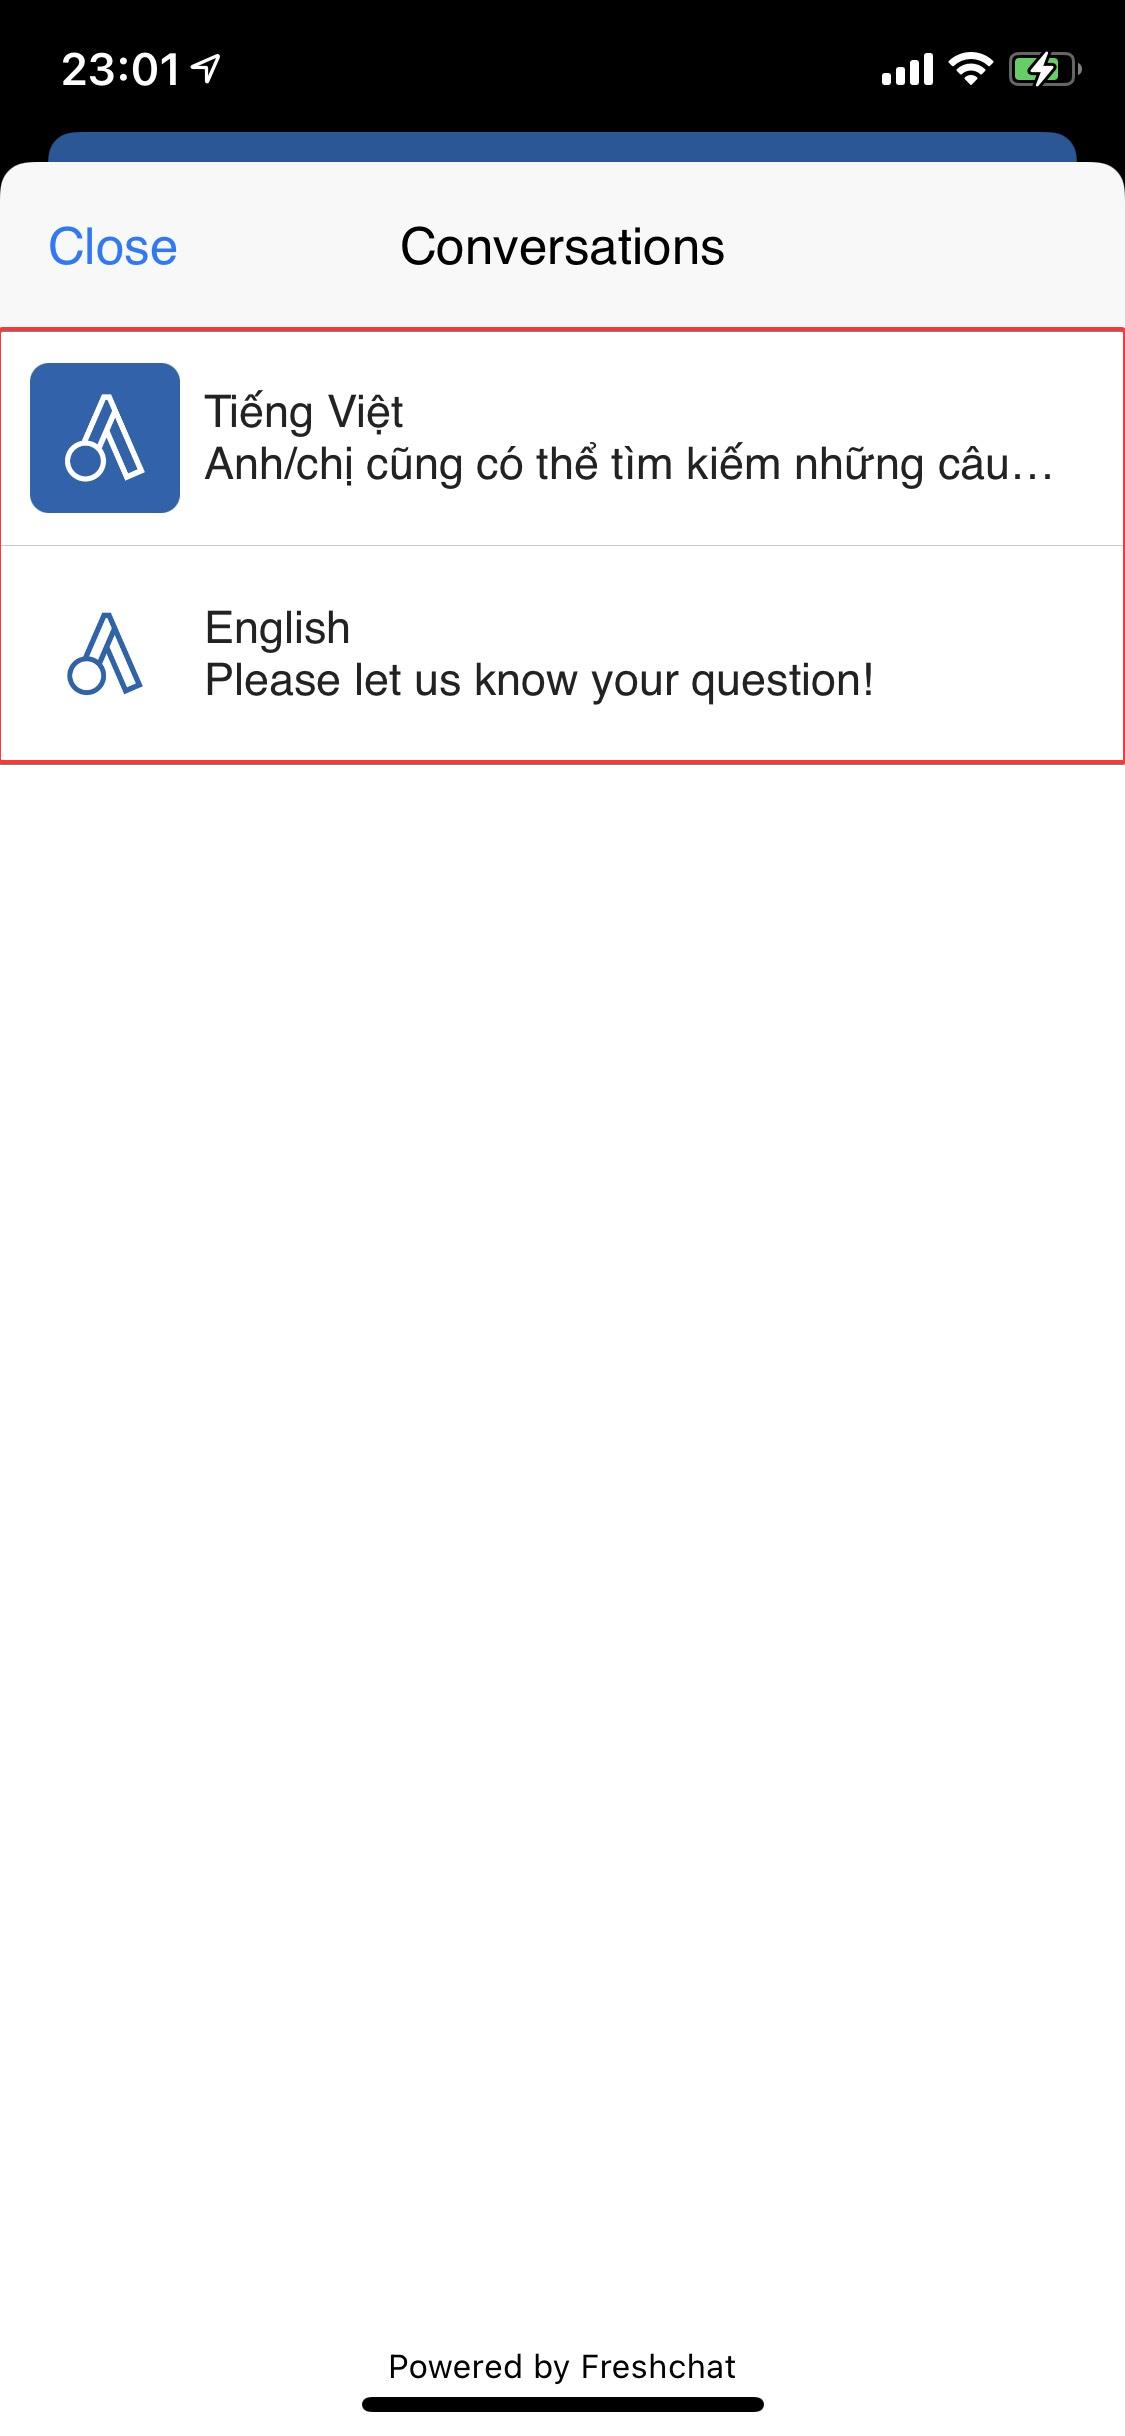 23:01
Close
Conversations
Tiếng Việt
Anh/chị cũng có thể tìm kiếm những câu...
English
Please let us know your question!
Powered by Freshchat